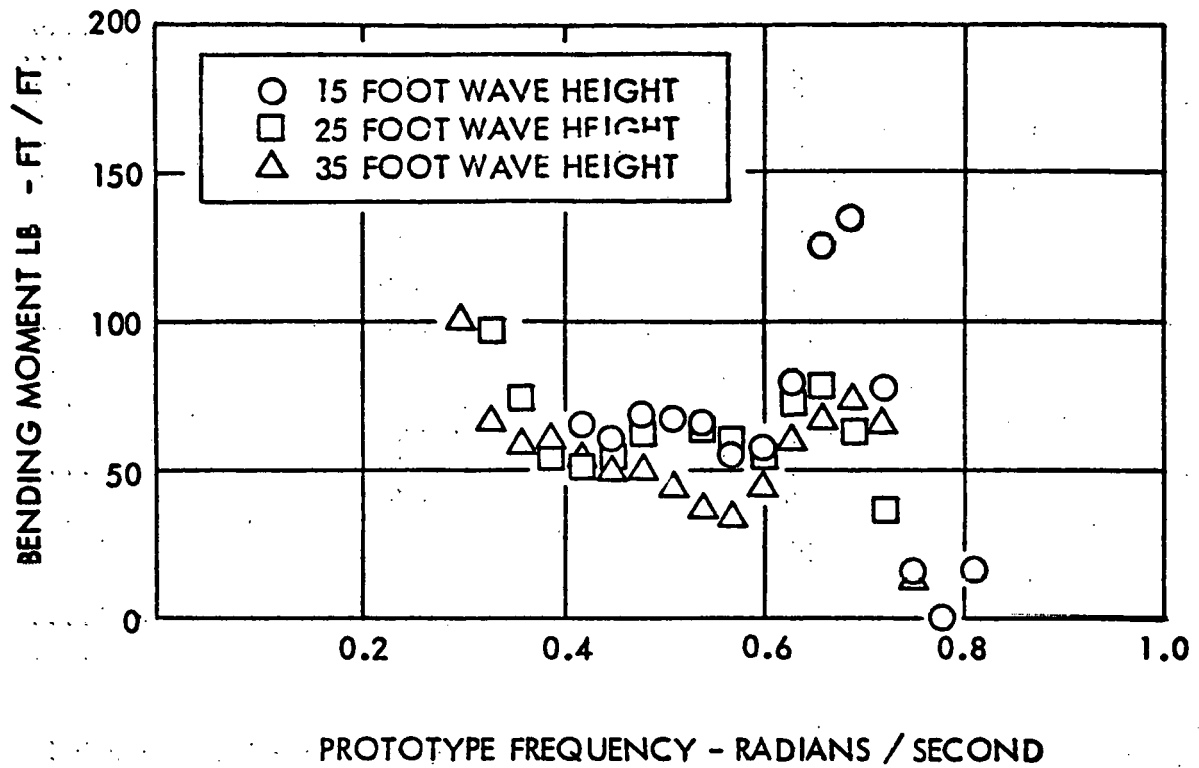 200
150
100
50
0
BENDING MOMENT LB - FT / FT
15 FOOT WAVE HEIGHT
25 FOOT WAVE HEIGHT
35 FOOT WAVE HEIGHT
0.2 0.4 0.6 0.8 1.0
PROTOTYPE FREQUENCY - RADIANS / SECOND